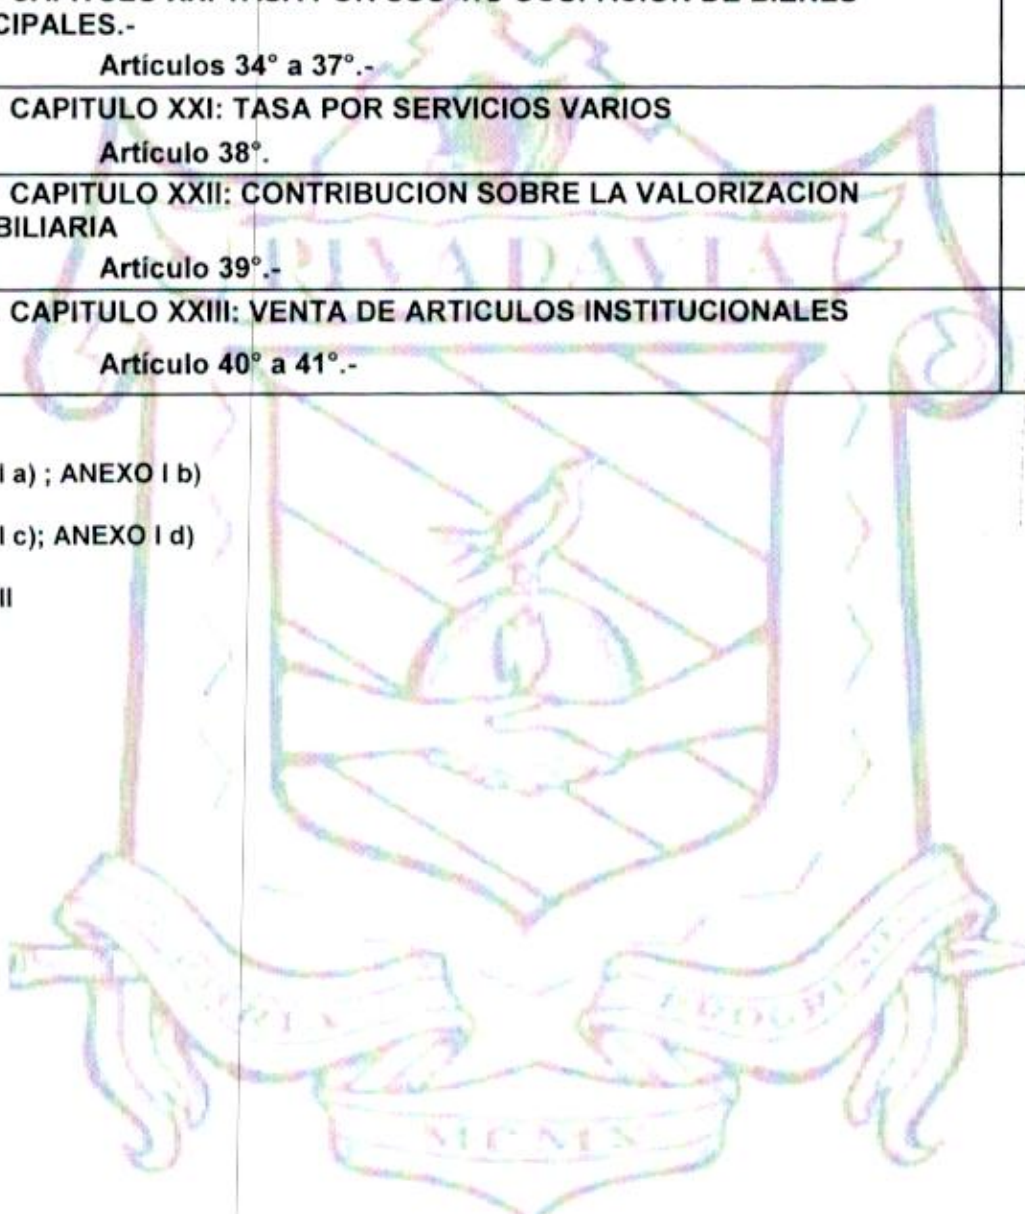 CIPALES.-
Artículos 34° a 37°.-
CAPITULO XXI: TASA POR SERVICIOS VARIOS
Artículo 38°.
CAPITULO XXII: CONTRIBUCION SOBRE LA VALORIZACION
BILIARIA
Artículo 39°.-
CAPITULO XXIII: VENTA DE ARTICULOS INSTITUCIONALES
Artículo 40° a 41°.-
I a) ; ANEXO I b)
I c); ANEXO I d)
II
RIVADAVIA
MCMIX